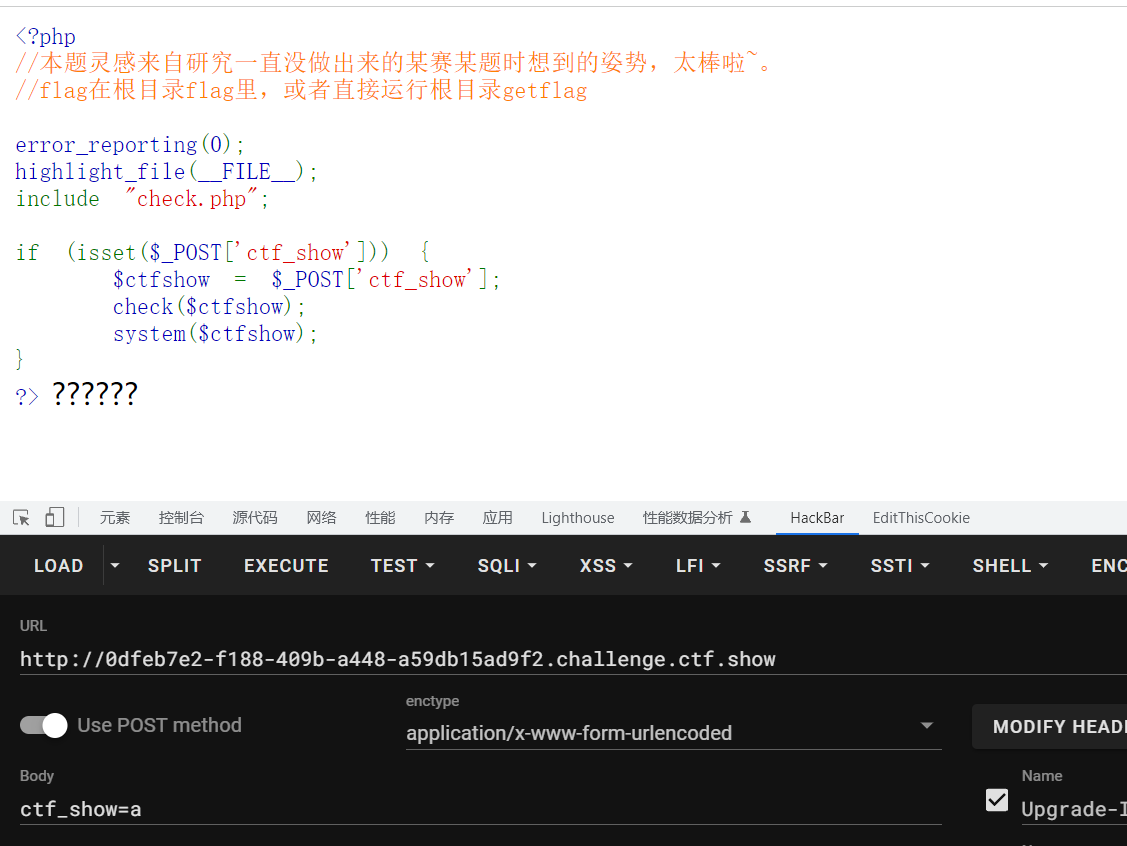 <?php
//本题灵感来自研究一直没做出来的某赛某题时想到的姿势，太棒啦~。
//flag在根目录flag里，或者直接运行根目录getflag
error_reporting(0);
highlight_file(__FILE__);
include "check.php";
if (isset($_POST['ctf_show'])) {
$ctfshow = $_POST['ctf_show'];
check($ctfshow);
system($ctfshow);
}
?> ??????
元素 控制台 源代码 网络 性能 内存 应用 Lighthouse 性能数据分析 HackBar EditThisCookie
LOAD SPLIT EXECUTE TEST SQLI XSS LFI SSRF SSTI SHELL ENC
URL
http://0dfeb7e2-f188-409b-a448-a59db15ad9f2.challenge.ctf.show
enctype
Use POST method
application/x-www-form-urlencoded
MODIFY HEAD
Body
Name
ctf_show=a
Upgrade-I